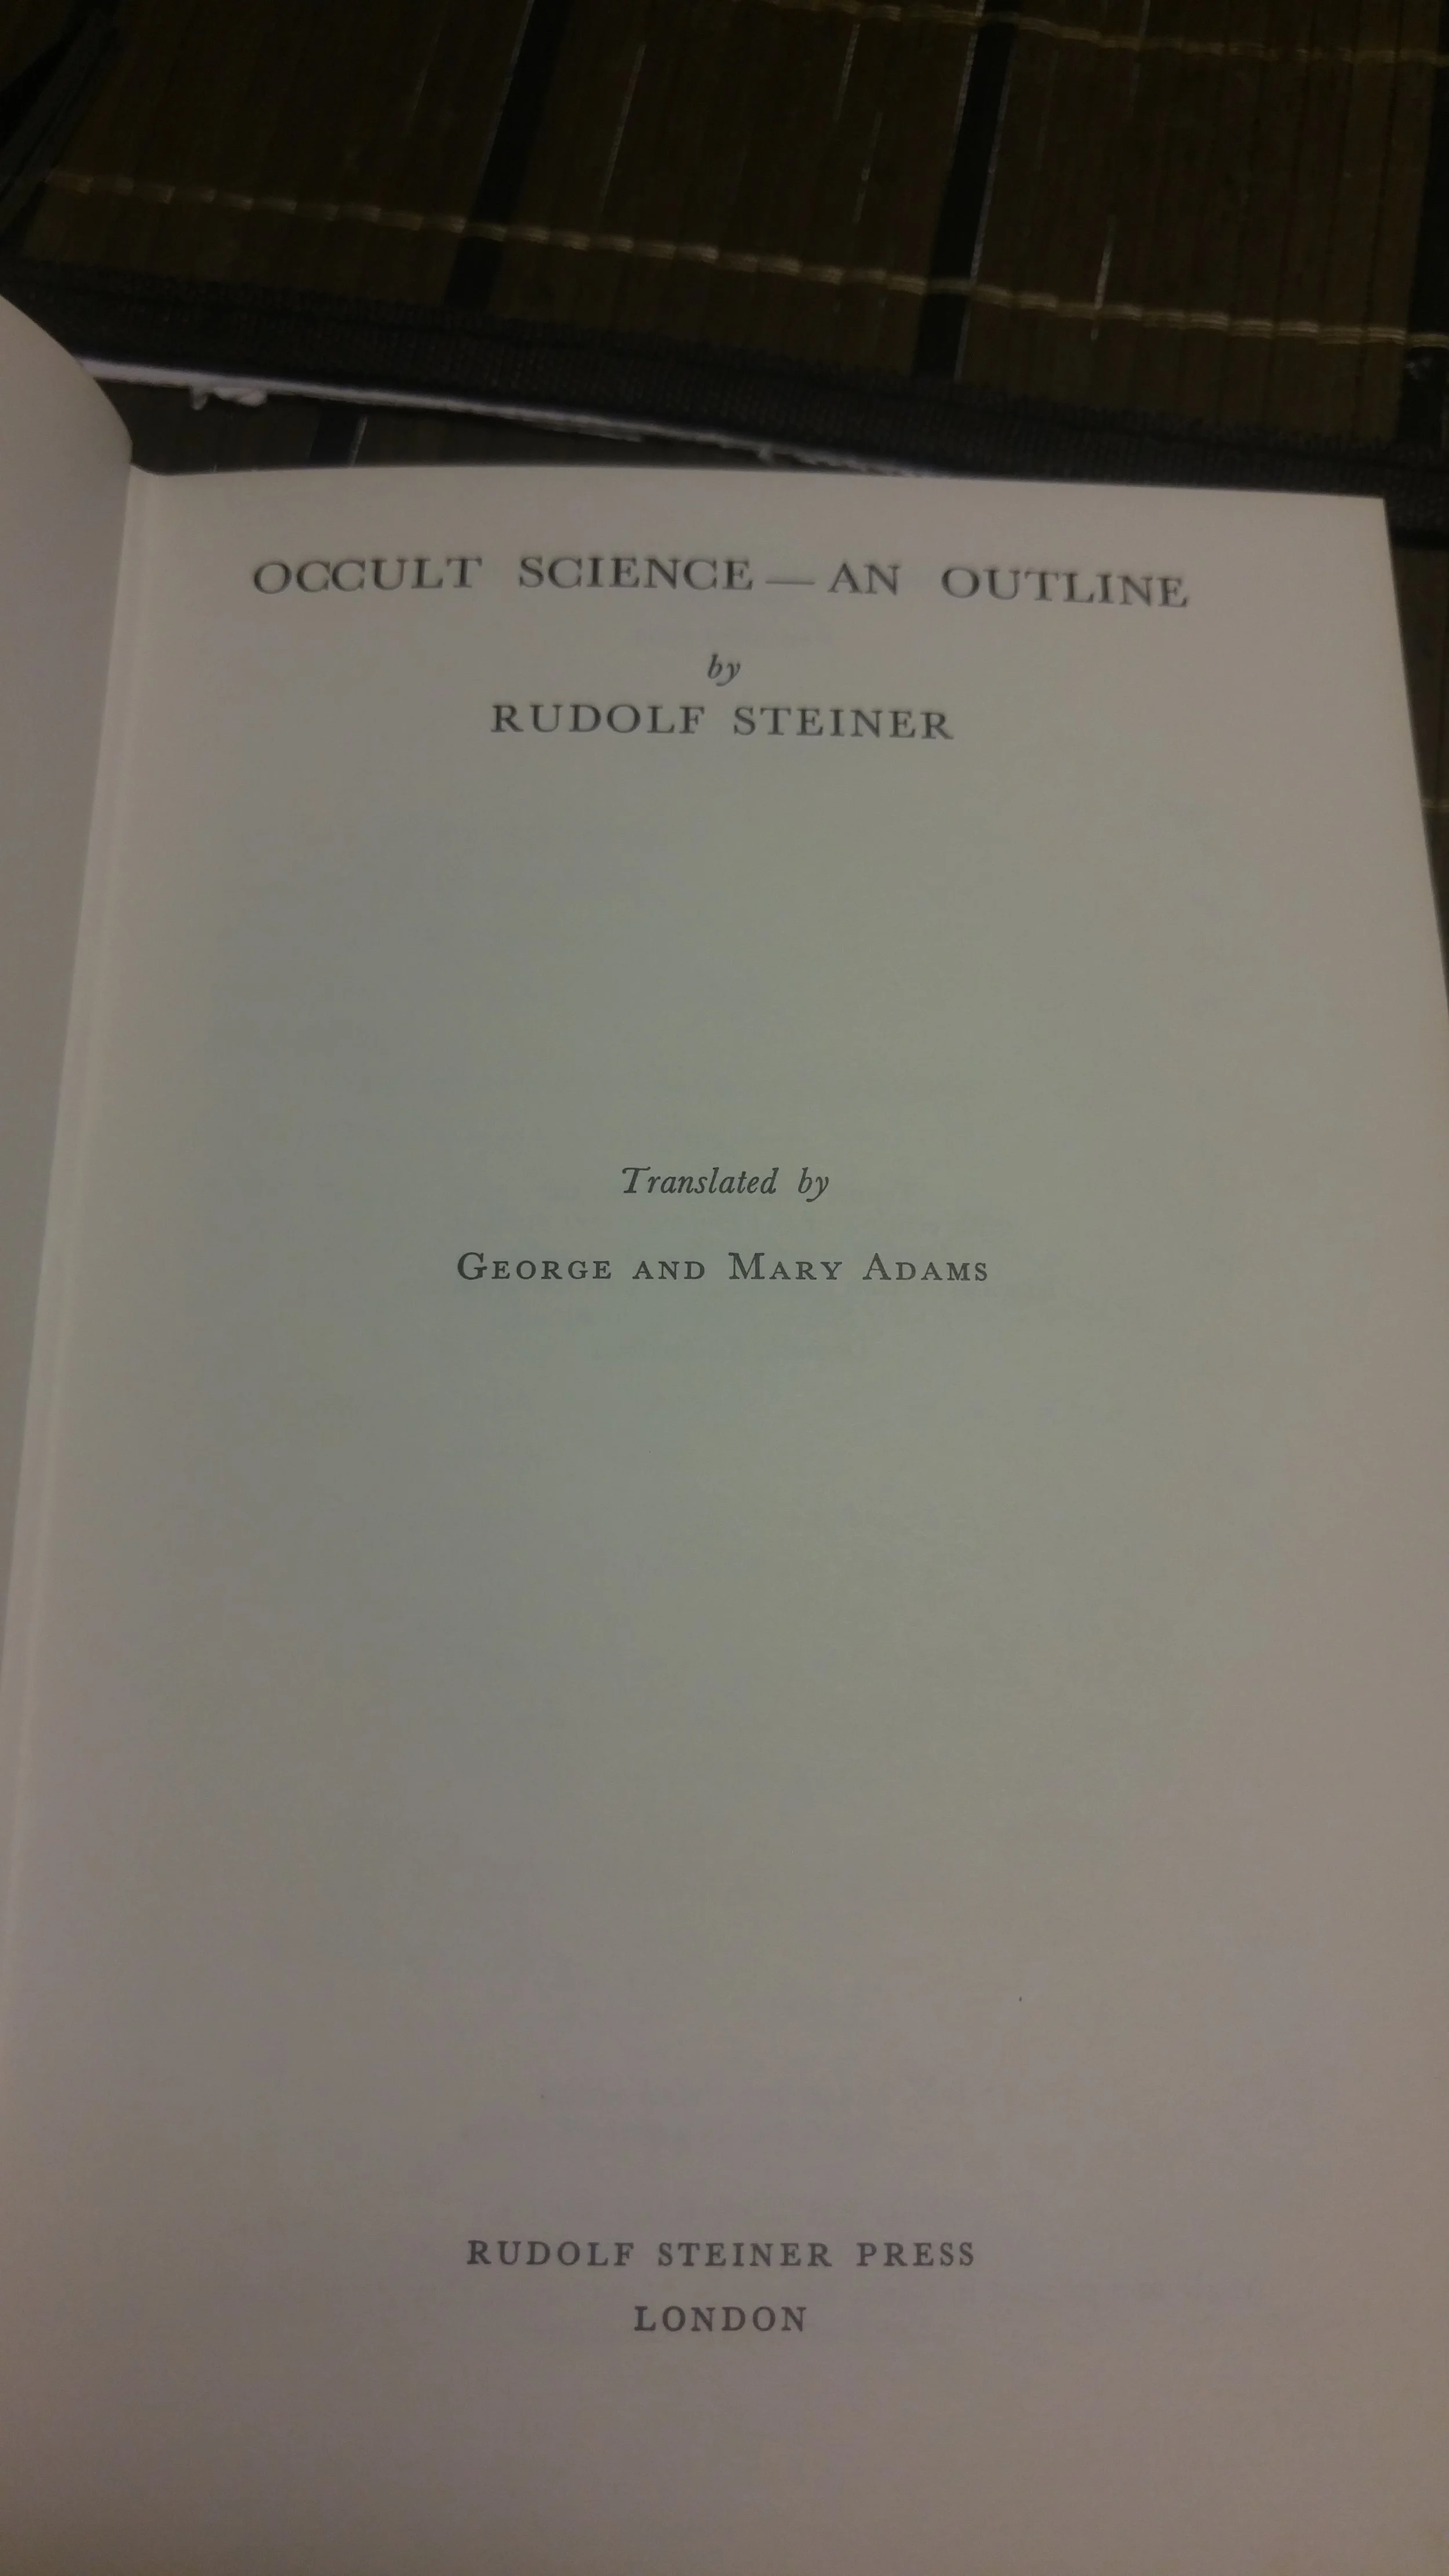 OCCULT SCIENCE — AN OUTLINE
by
RUDOLF STEINER
Translated by
GEORGE AND MARY ADAMS
RUDOLF STEINER PRESS
LONDON